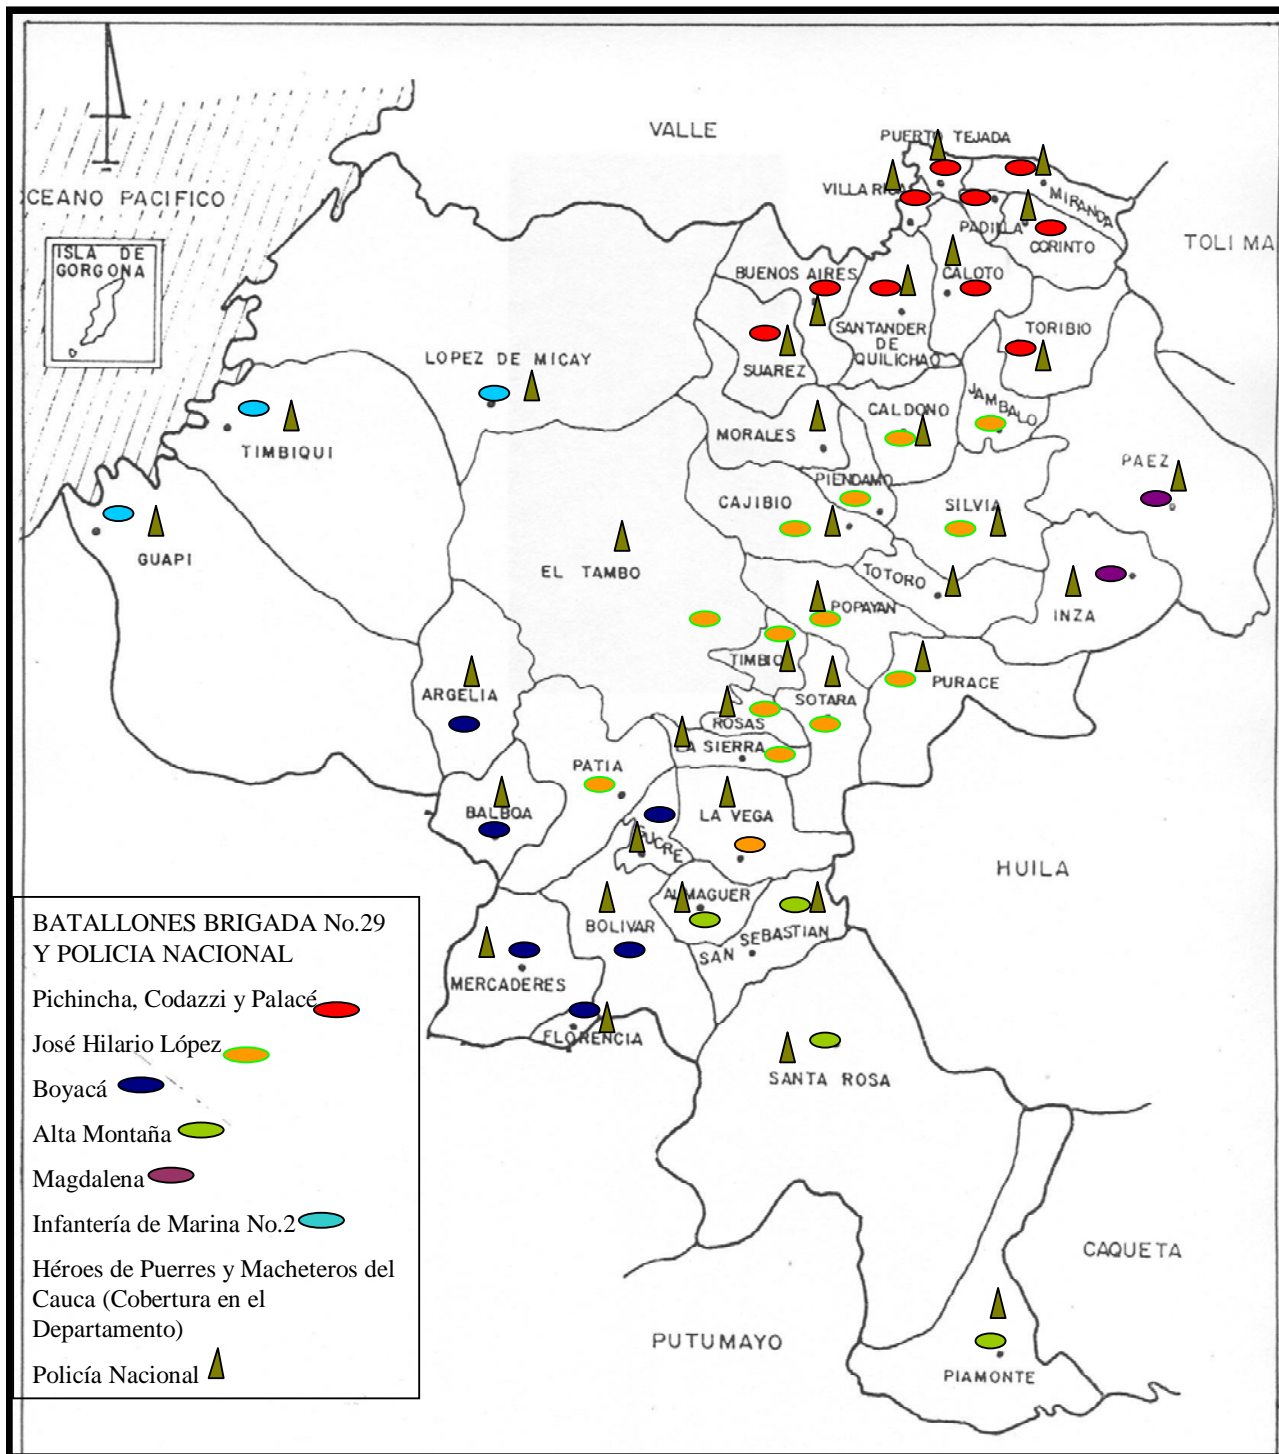 VALLE
PUERTO TEJADA
VILLA RICA
MIRANDA
OCEANO PACIFICO
PADILLA
CORINTO
TOLIMA
ISLA DE
GORGONA
BUENOS AIRES
CALOTO
SANTANDER
DE
QUILICHAO
TORIBIO
LOPEZ DE MICAY
SUAREZ
JAMBALO
CALDONO
MORALES
TIMBIQUI
PAEZ
PIENDAMO
CAJIBIO
SILVIA
GUAPI
EL TAMBO
TOTORO
POPAYAN
INZA
TIMBIO
PURACE
ARGELIA
SOTARA
ROSAS
LA SIERRA
PATIA
BALBOA
LA VEGA
SUCRE
HUILA
ALMAGUER
BOLIVAR
SAN SEBASTIAN
MERCADERES
FLORENCIA
SANTA ROSA
CAQUETA
PUTUMAYO
PIAMONTE
BATALLONES BRIGADA No.29
Y POLICIA NACIONAL
Pichincha, Codazzi y Palacé
José Hilario López
Boyacá
Alta Montaña
Magdalena
Infantería de Marina No.2
Héroes de Puerres y Macheteros del
Cauca (Cobertura en el
Departamento)
Policía Nacional